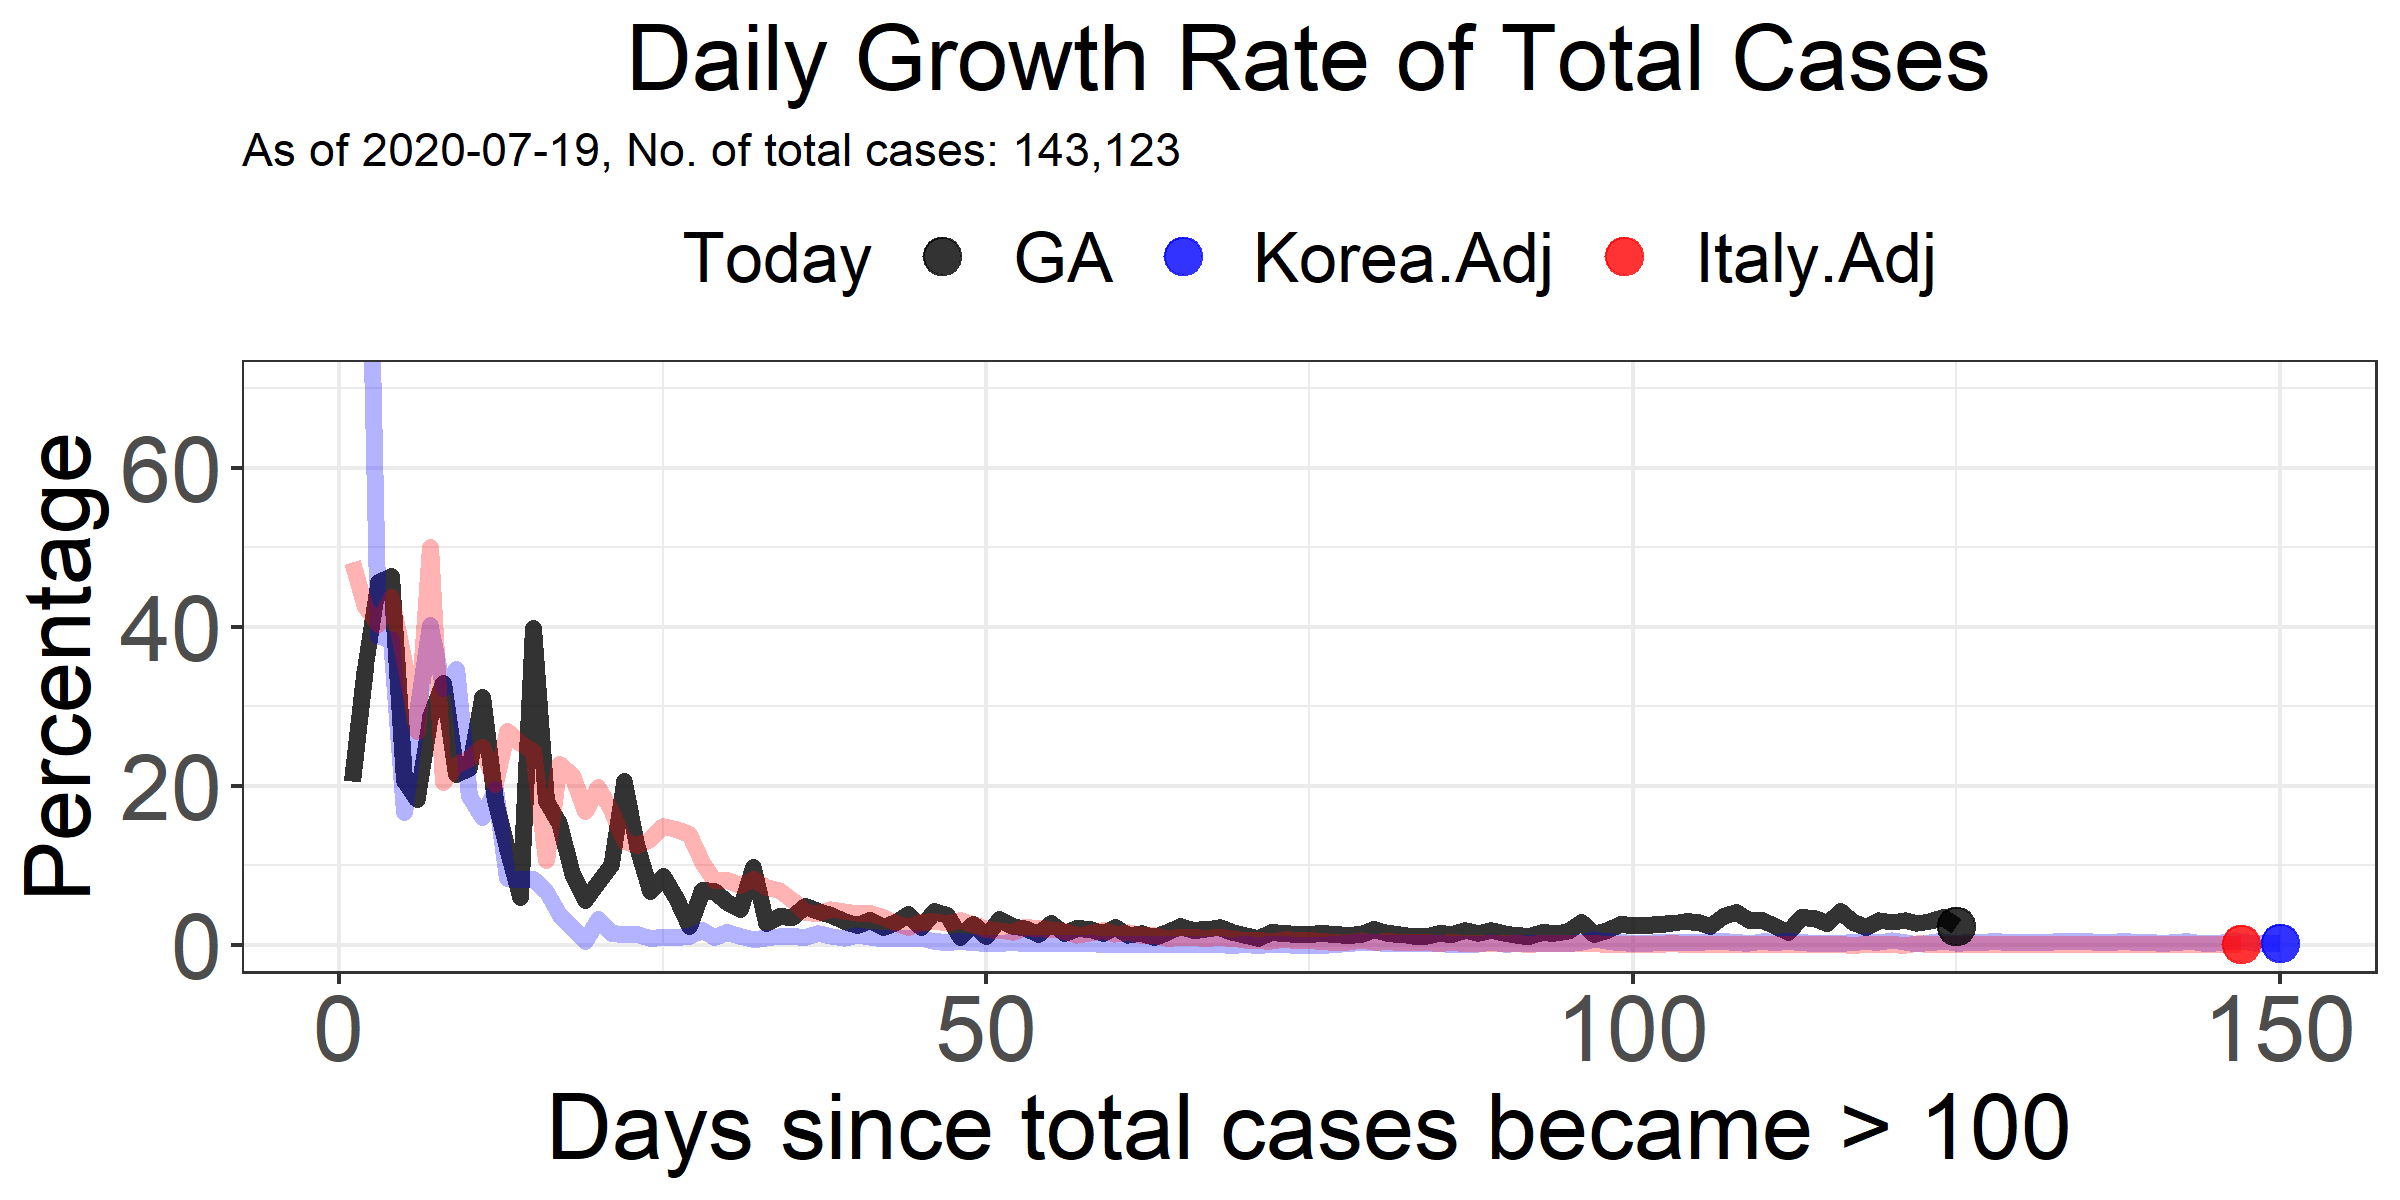 Daily Growth Rate of Total Cases
As of 2020-07-19, No. of total cases: 143,123
Today GA Korea.Adj Italy.Adj
Percentage
60
40
20
0
0 50 100 150
Days since total cases became > 100